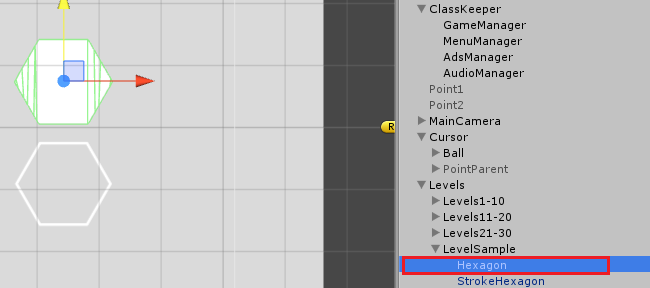 ClassKeeper
GameManager
MenuManager
AdsManager
AudioManager
Point1
Point2
MainCamera
R
Cursor
Ball
PointParent
Levels
Levels1-10
Levels11-20
Levels21-30
LevelSample
Hexagon
StrokeHexagon